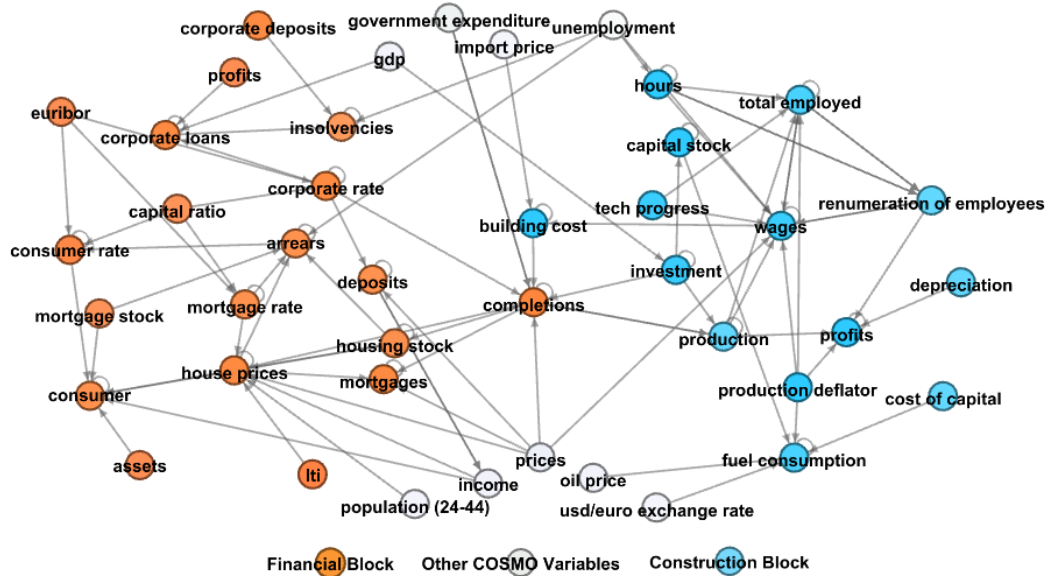 government expenditure
corporate deposits
unemployment
import price
gdp
profits
hours
total employed
euribor
corporate loans
insolvencies
capital stock
corporate rate
capital ratio
tech progress
renumeration of employees
building cost
wages
consumer rate
arrears
deposits
investment
depreciation
mortgage stock
mortgage rate
completions
housing stock
production
profits
house prices
mortgages
production deflator
consumer
cost of capital
assets
lti
prices
fuel consumption
income
oil price
population (24-44)
usd/euro exchange rate
Financial Block
Other COSMO Variables
Construction Block